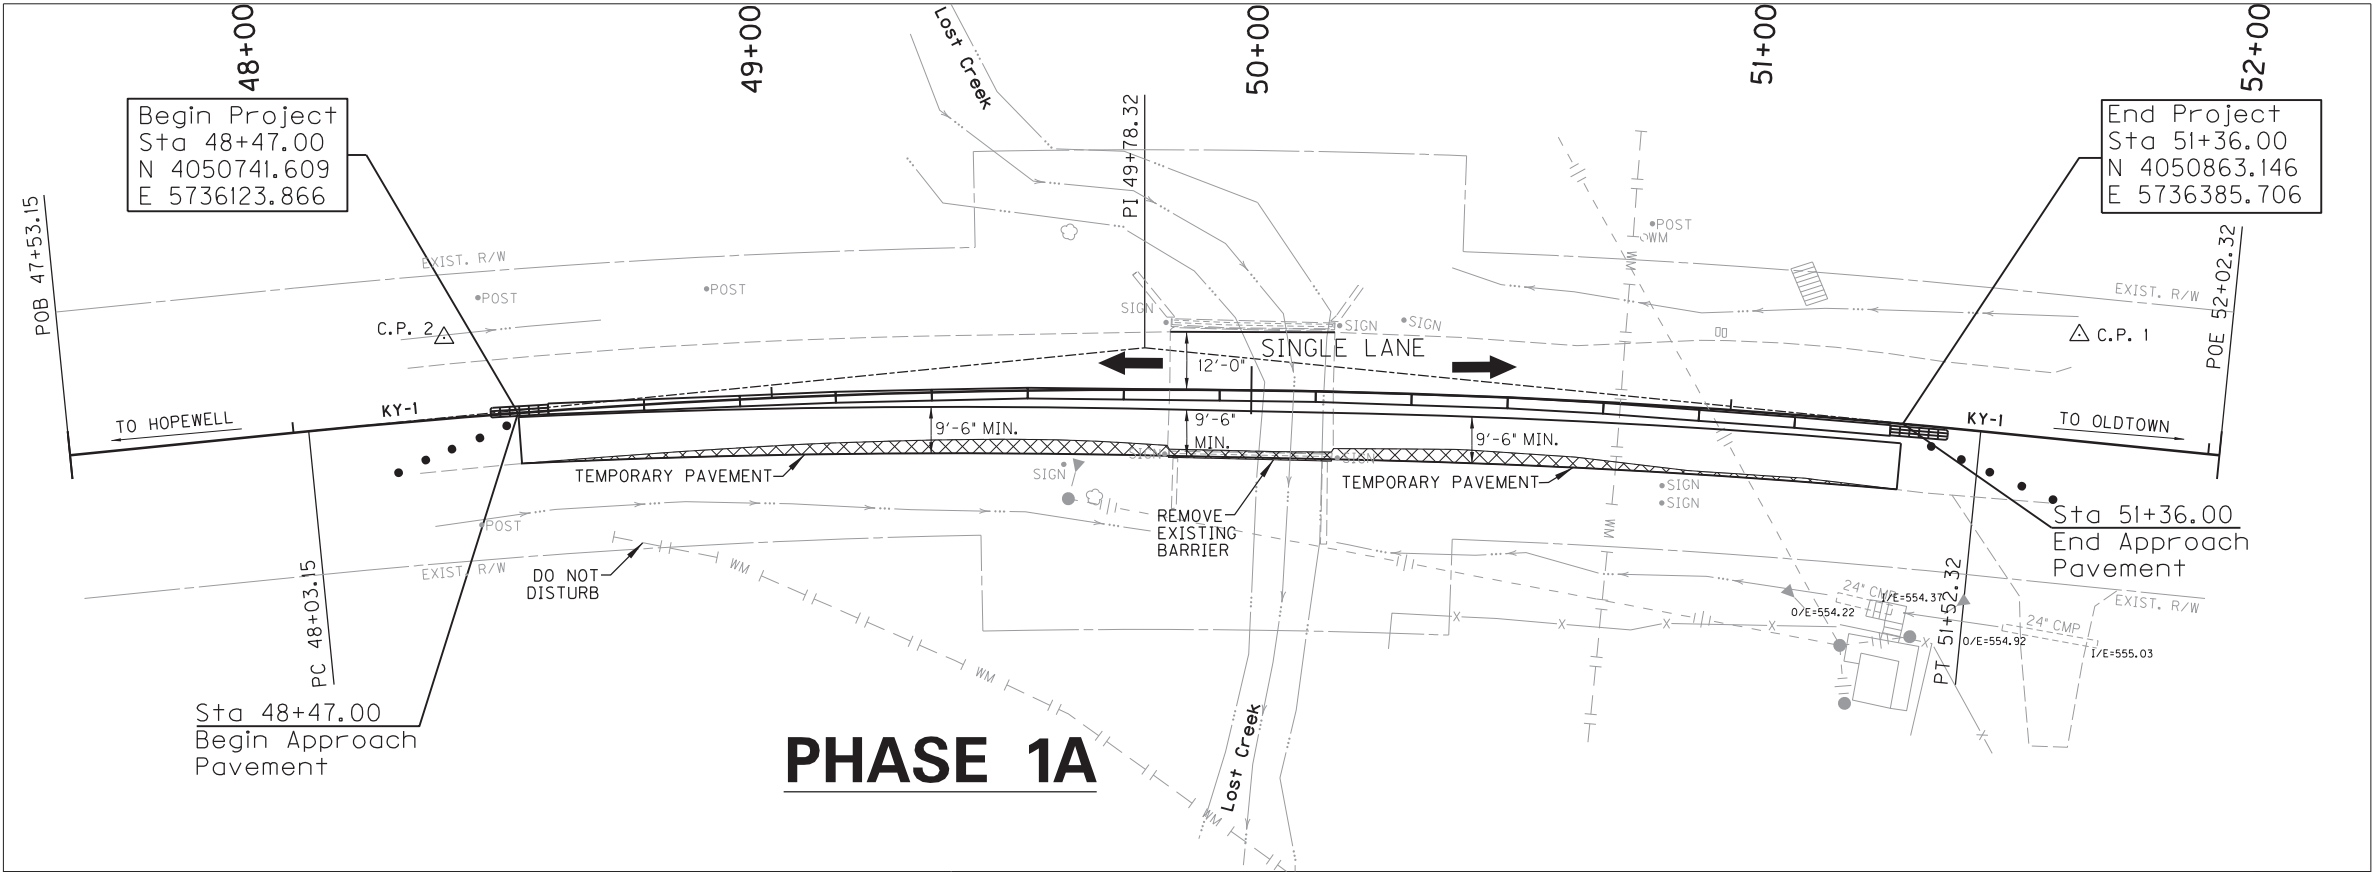 48+00
49+00
50+00
51+00
52+00
Lost Creek
Begin Project
Sta 48+47.00
N 4050741.609
E 5736123.866
End Project
Sta 51+36.00
N 4050863.146
E 5736385.706
POB 47+53.15
PI 49+78.32
POE 52+02.32
EXIST. R/W
POST
POST
POST
WM
WM
EXIST. R/W
C.P. 2
C.P. 1
SIGN
SIGN
SIGN
SINGLE LANE
12'-0"
KY-1
TO HOPEWELL
KY-1
TO OLDTOWN
9'-6" MIN.
9'-6"
MIN.
9'-6" MIN.
TEMPORARY PAVEMENT
SIGN
SIGN
SIGN
TEMPORARY PAVEMENT
SIGN
SIGN
POST
REMOVE
EXISTING
BARRIER
WM
Sta 51+36.00
End Approach
Pavement
EXIST. R/W
DO NOT
DISTURB
WM
PC 48+03.15
PT 51+52.32
24" CMP
I/E=554.37
O/E=554.22
EXIST. R/W
24" CMP
O/E=554.92
I/E=555.03
WM
Sta 48+47.00
Begin Approach
Pavement
Lost Creek
WM
PHASE 1A